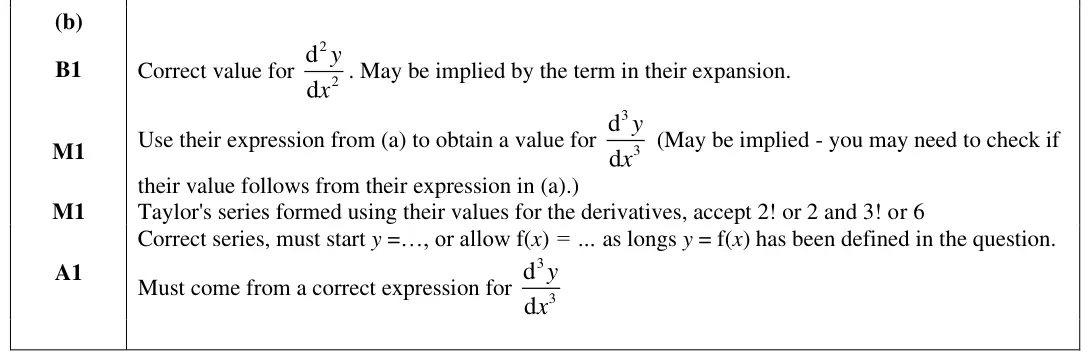 (b)
B1 Correct value for d²y/dx² . May be implied by the term in their expansion.
M1 Use their expression from (a) to obtain a value for d³y/dx³ (May be implied - you may need to check if
their value follows from their expression in (a).)
M1 Taylor's series formed using their values for the derivatives, accept 2! or 2 and 3! or 6
Correct series, must start y =…, or allow f(x) = ... as longs y = f(x) has been defined in the question.
A1 Must come from a correct expression for d³y/dx³